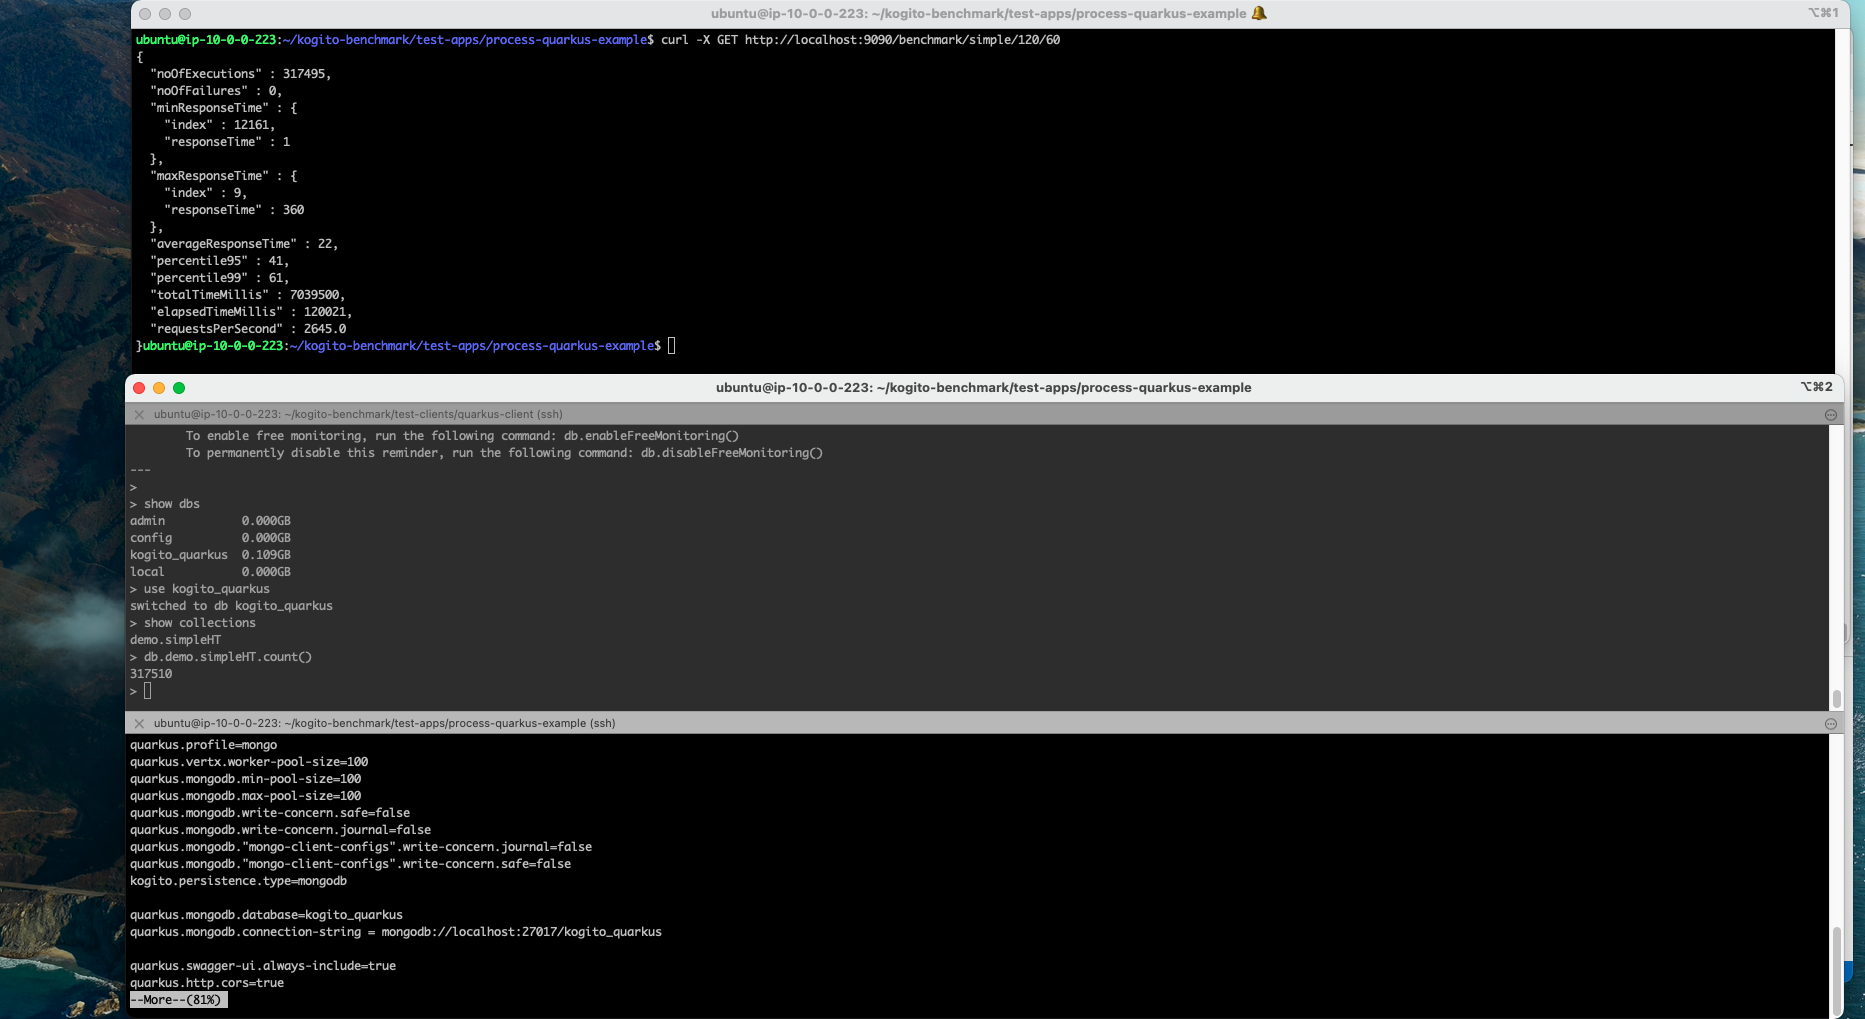 ubuntu@ip-10-0-0-223: ~/kogito-benchmark/test-apps/process-quarkus-example 🔔
⌥⌘1
ubuntu@ip-10-0-0-223:~/kogito-benchmark/test-apps/process-quarkus-example$ curl -X GET http://localhost:9090/benchmark/simple/120/60
{
  "noOfExecutions" : 317495,
  "noOfFailures" : 0,
  "minResponseTime" : {
    "index" : 12161,
    "responseTime" : 1
  },
  "maxResponseTime" : {
    "index" : 9,
    "responseTime" : 360
  },
  "averageResponseTime" : 22,
  "percentile95" : 41,
  "percentile99" : 61,
  "totalTimeMillis" : 7039500,
  "elapsedTimeMillis" : 120021,
  "requestsPerSecond" : 2645.0
}ubuntu@ip-10-0-0-223:~/kogito-benchmark/test-apps/process-quarkus-example$
ubuntu@ip-10-0-0-223: ~/kogito-benchmark/test-apps/process-quarkus-example
⌥⌘2
ubuntu@ip-10-0-0-223: ~/kogito-benchmark/test-clients/quarkus-client (ssh)
        To enable free monitoring, run the following command: db.enableFreeMonitoring()
        To permanently disable this reminder, run the following command: db.disableFreeMonitoring()
---
>
> show dbs
admin           0.000GB
config          0.000GB
kogito_quarkus  0.109GB
local           0.000GB
> use kogito_quarkus
switched to db kogito_quarkus
> show collections
demo.simpleHT
> db.demo.simpleHT.count()
317510
>
ubuntu@ip-10-0-0-223: ~/kogito-benchmark/test-apps/process-quarkus-example (ssh)
quarkus.profile=mongo
quarkus.vertx.worker-pool-size=100
quarkus.mongodb.min-pool-size=100
quarkus.mongodb.max-pool-size=100
quarkus.mongodb.write-concern.safe=false
quarkus.mongodb.write-concern.journal=false
quarkus.mongodb."mongo-client-configs".write-concern.journal=false
quarkus.mongodb."mongo-client-configs".write-concern.safe=false
kogito.persistence.type=mongodb

quarkus.mongodb.database=kogito_quarkus
quarkus.mongodb.connection-string = mongodb://localhost:27017/kogito_quarkus

quarkus.swagger-ui.always-include=true
quarkus.http.cors=true
--More--(81%)